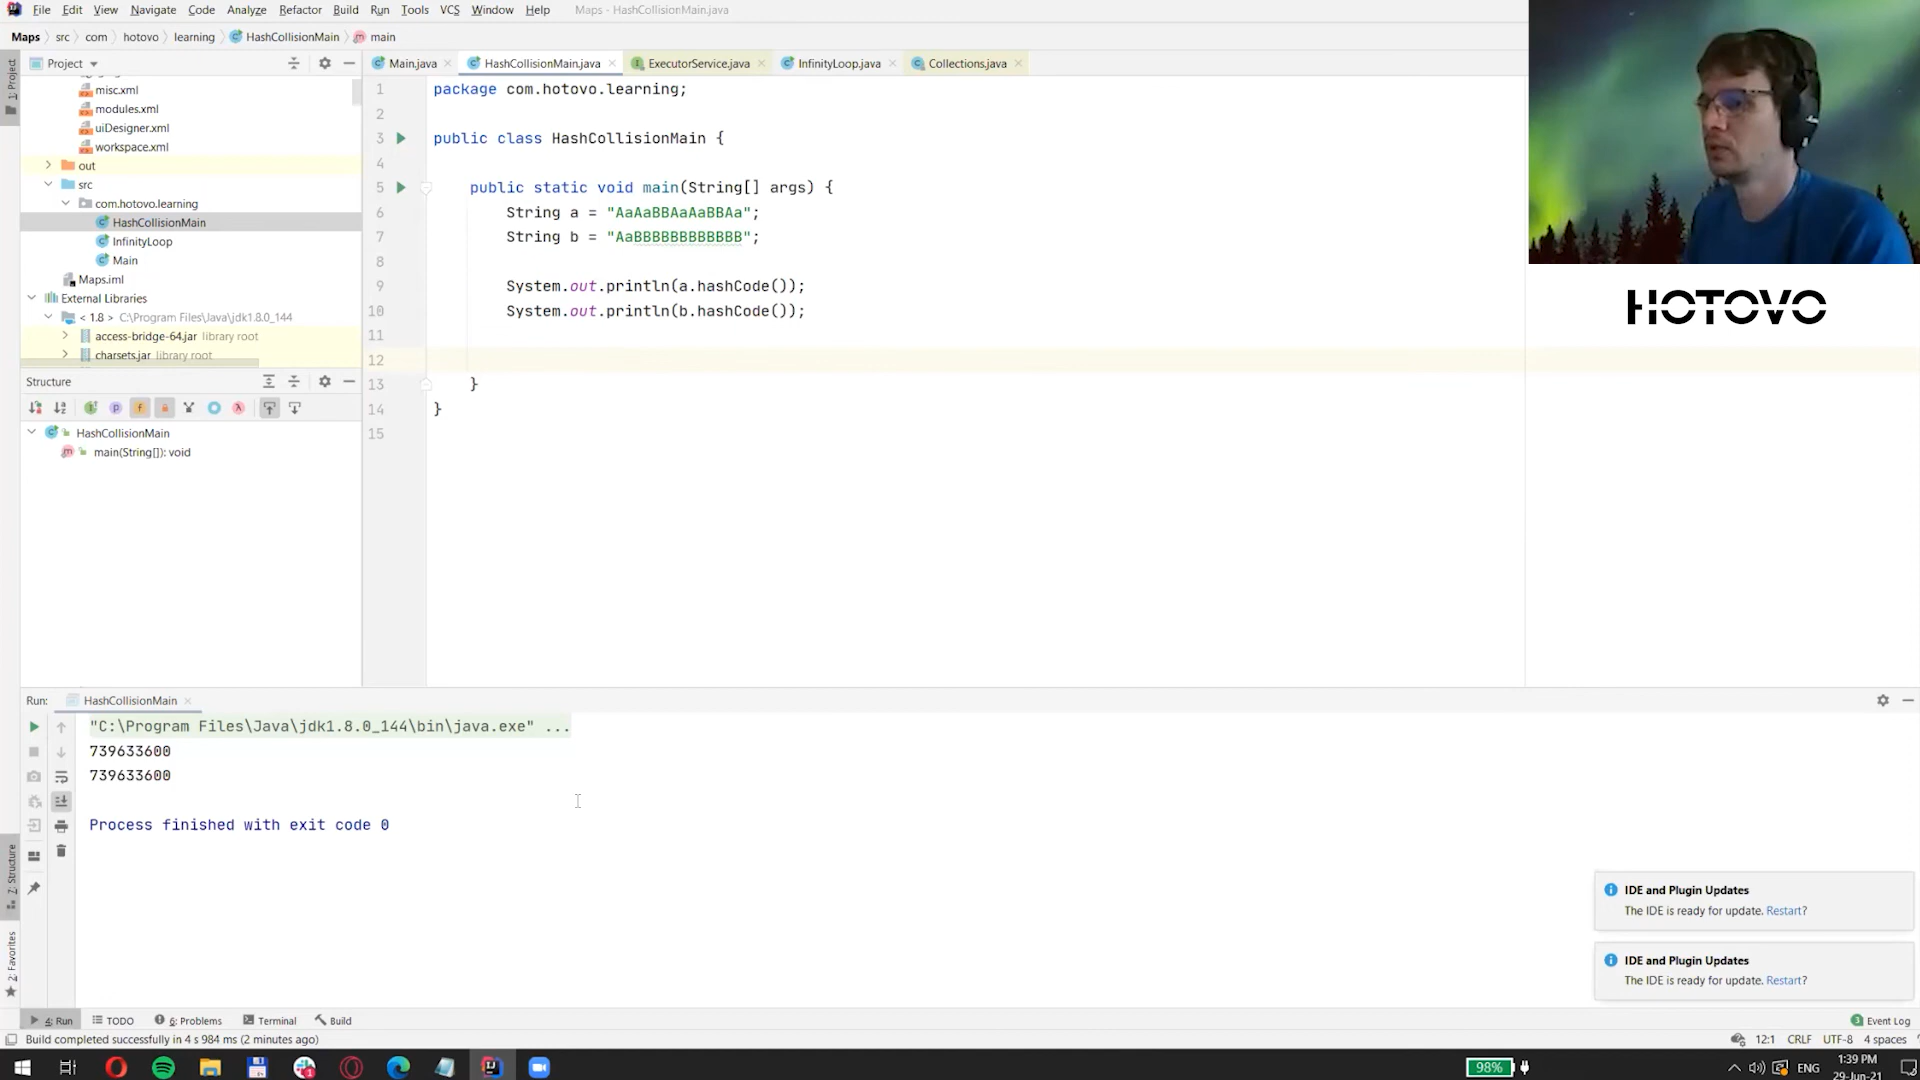 File Edit View Navigate Code Analyze Refactor Build Run Tools VCS Window Help Maps - HashCollisionMain.java
Maps src com hotovo learning HashCollisionMain main
Project
Main.java HashCollisionMain.java ExecutorService.java InfinityLoop.java Collections.java
1: Project
misc.xml
modules.xml
uiDesigner.xml
workspace.xml
out
src
com.hotovo.learning
HashCollisionMain
InfinityLoop
Main
Maps.iml
External Libraries
< 1.8 > C:\Program Files\Java\jdk1.8.0_144
access-bridge-64.jar library root
charsets.jar library root
Structure
HashCollisionMain
main(String[]): void
1 package com.hotovo.learning;
2
3 public class HashCollisionMain {
4
5 public static void main(String[] args) {
6 String a = "AaAaBBAaAaBBAa";
7 String b = "AaBBBBBBBBBBBB";
8
9 System.out.println(a.hashCode());
10 System.out.println(b.hashCode());
11
12
13 }
14 }
15
HOTOVO
Run: HashCollisionMain
"C:\Program Files\Java\jdk1.8.0_144\bin\java.exe" ...
739633600
739633600
Process finished with exit code 0
7: Structure
2: Favorites
IDE and Plugin Updates
The IDE is ready for update. Restart?
IDE and Plugin Updates
The IDE is ready for update. Restart?
4: Run TODO 6: Problems Terminal Build 3 Event Log
Build completed successfully in 4 s 984 ms (2 minutes ago) 12:1 CRLF UTF-8 4 spaces
98% ENG 1:39 PM
29-Jun-21